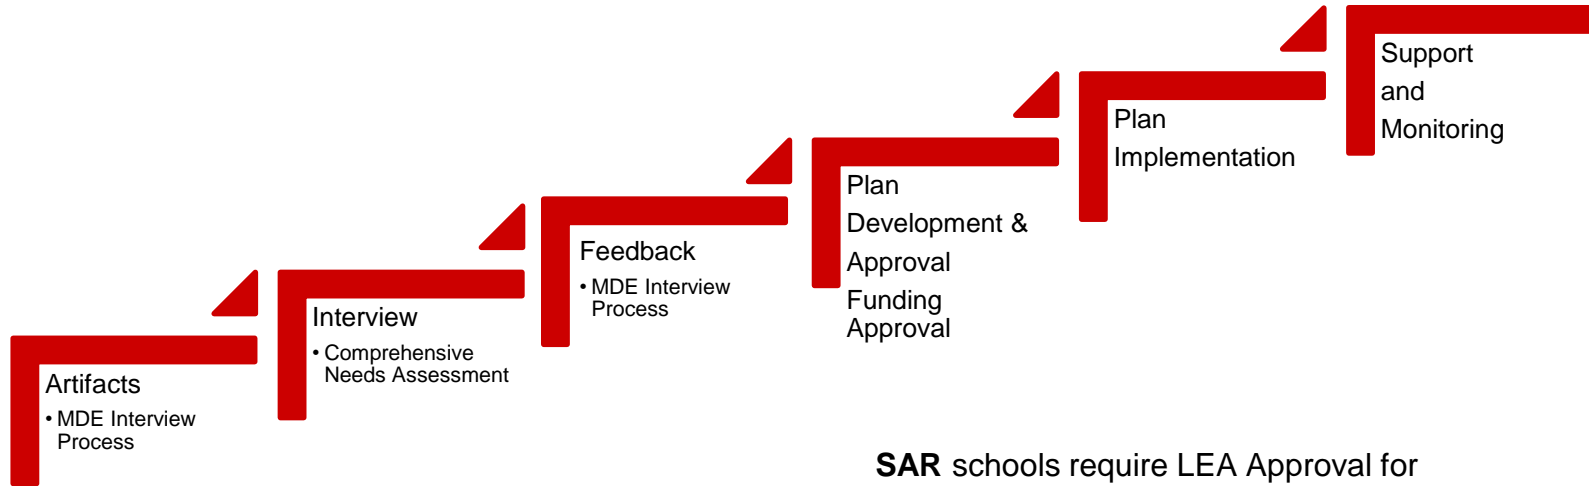 Artifacts
• MDE Interview
Process
Interview
• Comprehensive
Needs Assessment
Feedback
• MDE Interview
Process
Plan
Development &
Approval
Funding
Approval
Plan
Implementation
Support
and
Monitoring
SAR schools require LEA Approval for